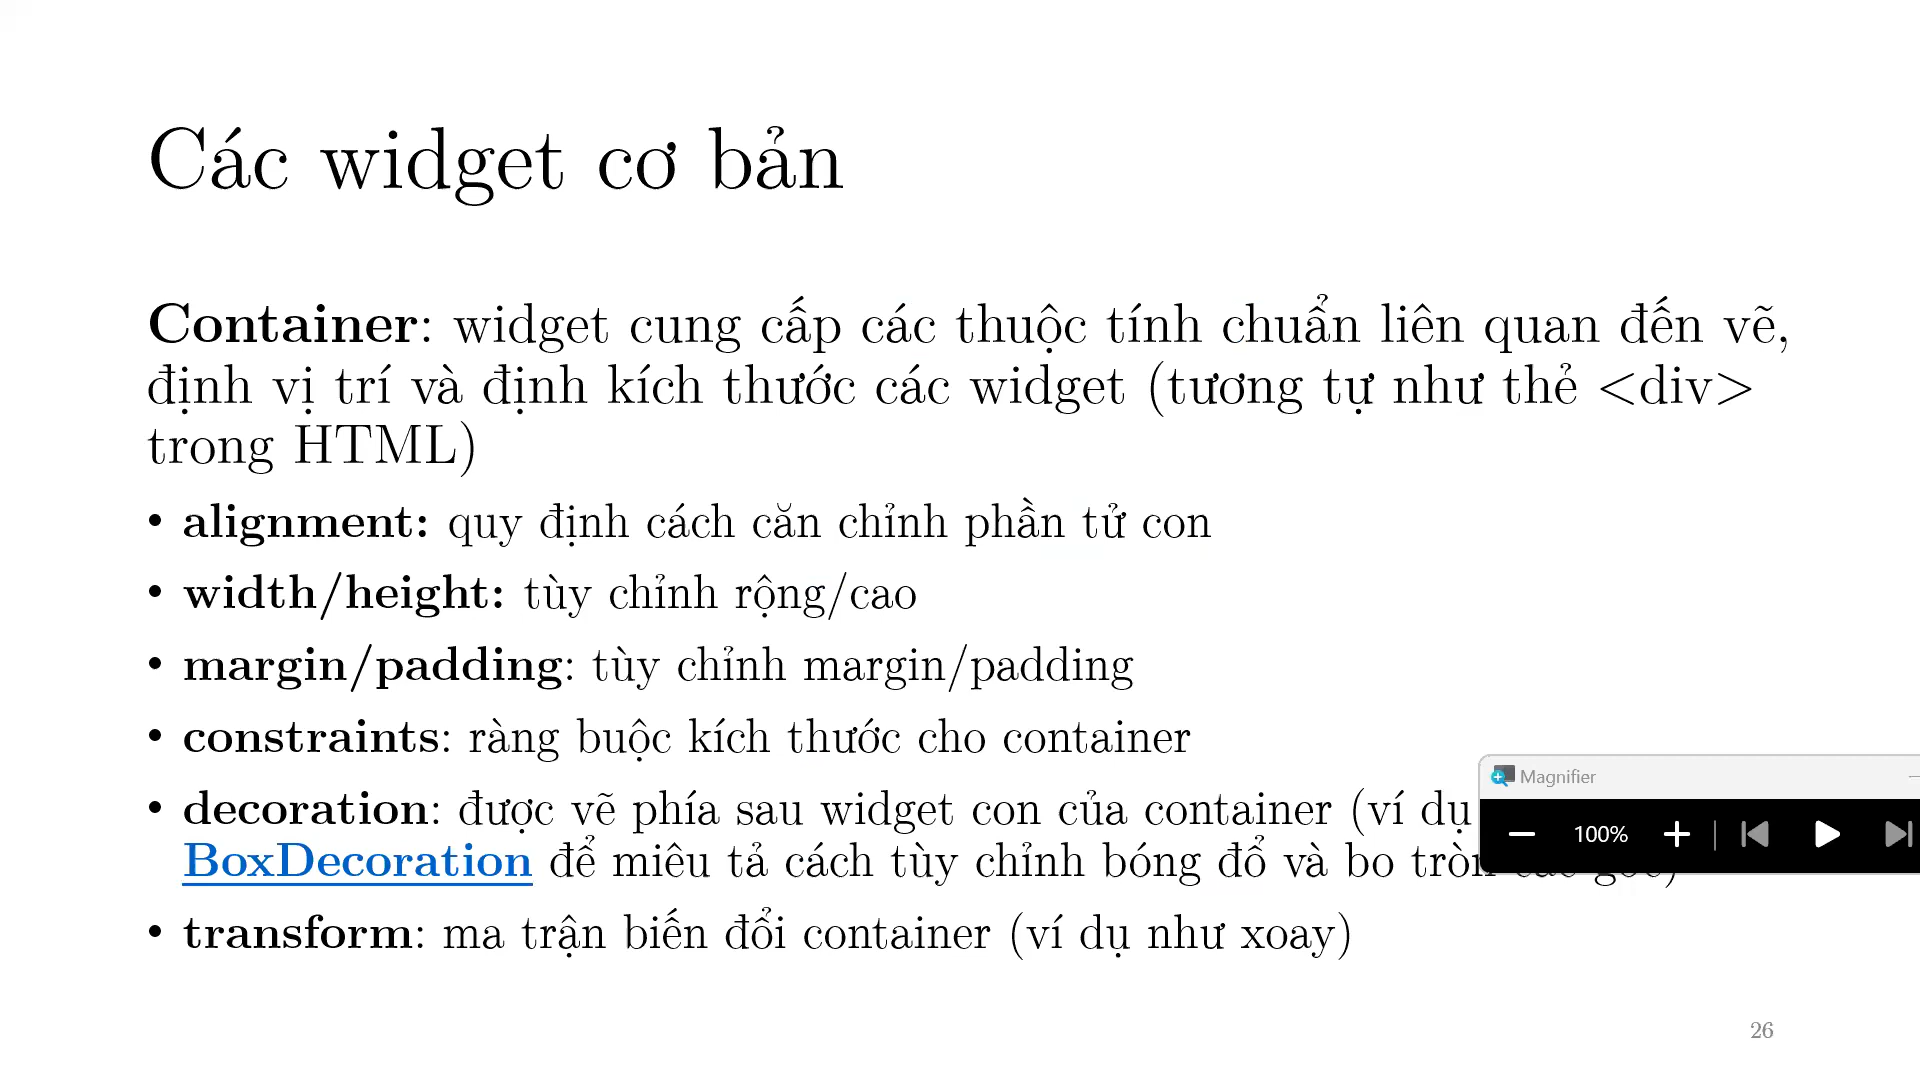 Các widget cơ bản
Container: widget cung cấp các thuộc tính chuẩn liên quan đến vẽ,
định vị trí và định kích thước các widget (tương tự như thẻ <div>
trong HTML)
• alignment: quy định cách căn chỉnh phần tử con
• width/height: tùy chỉnh rộng/cao
• margin/padding: tùy chỉnh margin/padding
• constraints: ràng buộc kích thước cho container
• decoration: được vẽ phía sau widget con của container (ví dụ
BoxDecoration để miêu tả cách tùy chỉnh bóng đổ và bo tròn
• transform: ma trận biến đổi container (ví dụ như xoay)
Magnifier
100%
26